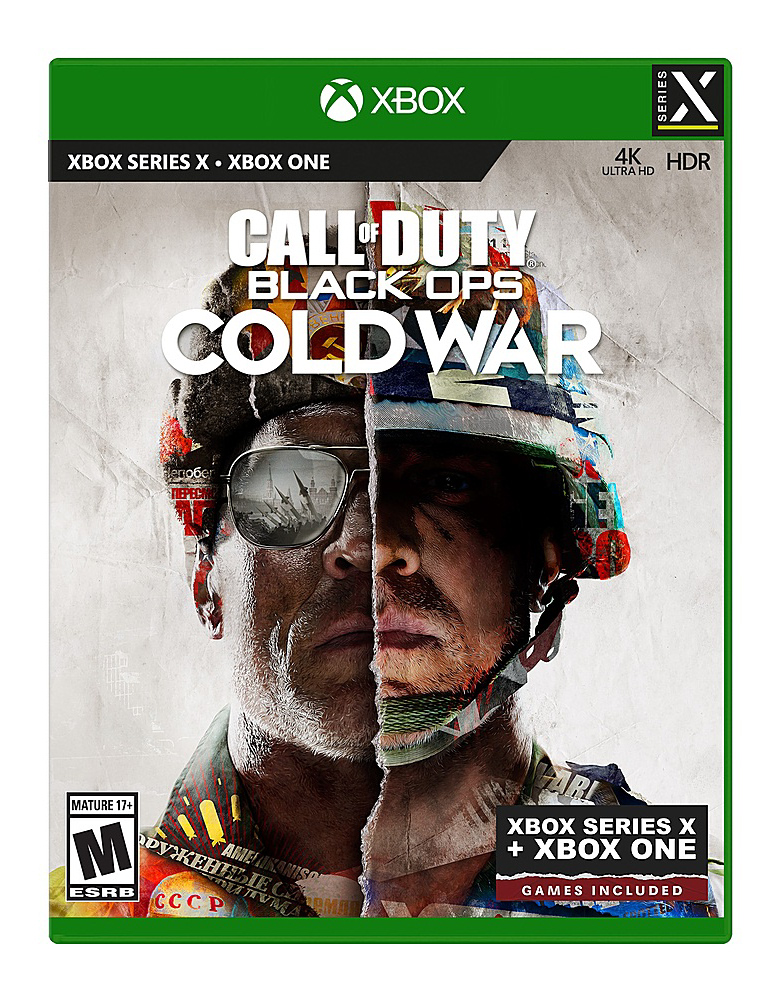 XBOX
SERIES X
XBOX SERIES X • XBOX ONE
4K
ULTRA HD
HDR
CALL OF DUTY®
BLACK OPS
COLD WAR
MATURE 17+
M
ESRB
СССР
XBOX SERIES X
+ XBOX ONE
GAMES INCLUDED